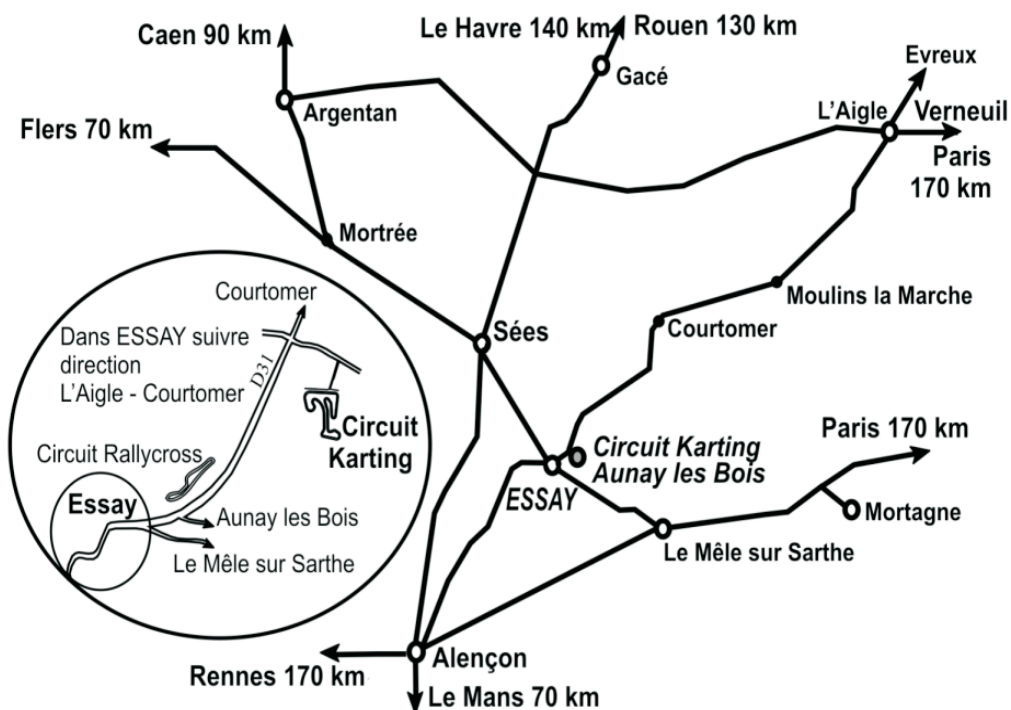 Caen 90 km
Le Havre 140 km
Rouen 130 km
Gacé
Evreux
L'Aigle
Verneuil
Paris
170 km
Argentan
Flers 70 km
Mortrée
Moulins la Marche
Courtomer
Sées
Courtomer
Dans ESSAY suivre
direction
L'Aigle - Courtomer
D31
Circuit
Karting
Circuit Rallycross
Essay
Aunay les Bois
Le Mêle sur Sarthe
Circuit Karting
Aunay les Bois
ESSAY
Paris 170 km
Mortagne
Le Mêle sur Sarthe
Alençon
Rennes 170 km
Le Mans 70 km